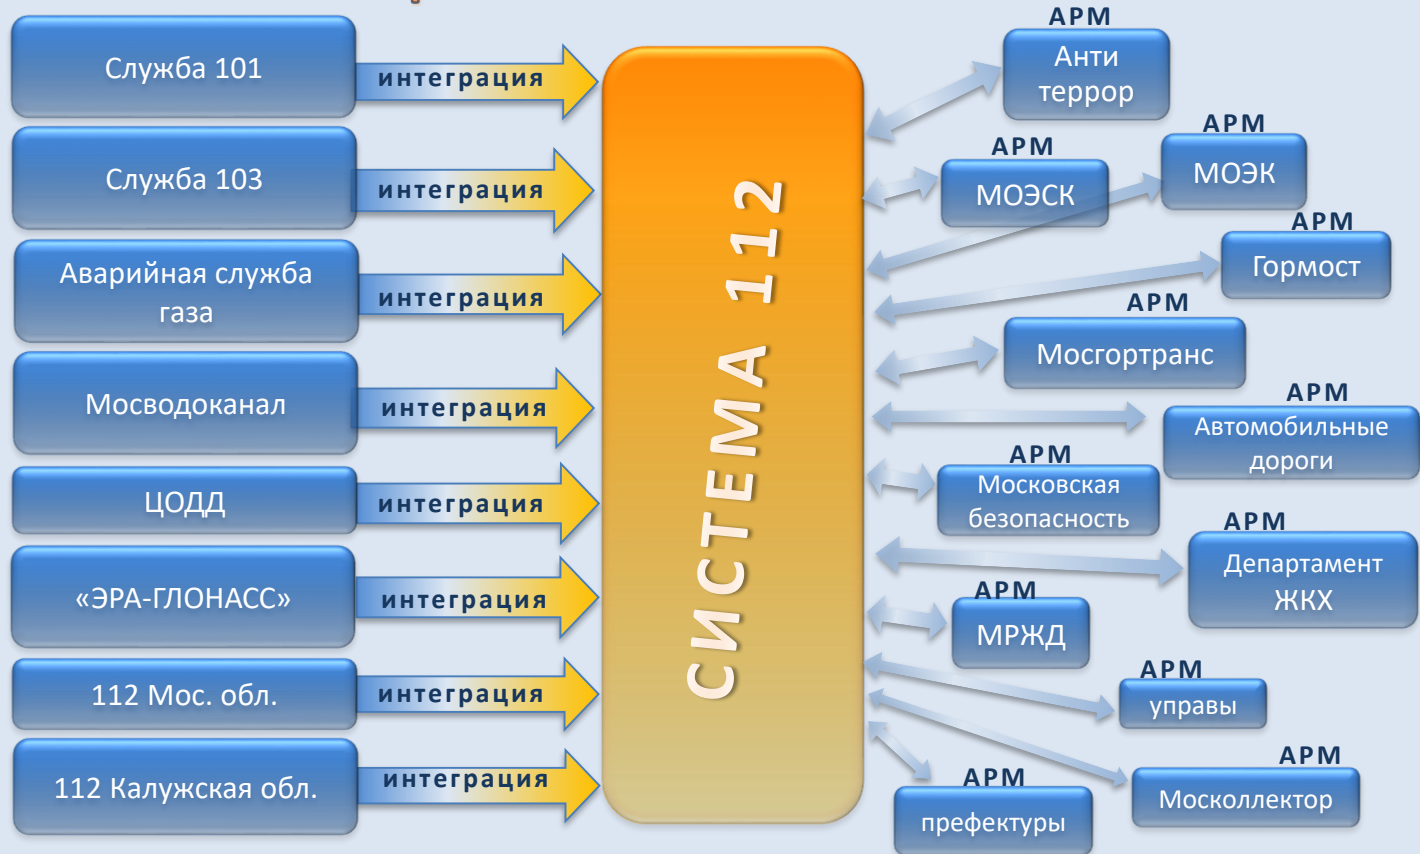 Служба 101
интеграция
Служба 103
интеграция
Аварийная служба
газа
интеграция
Мосводоканал
интеграция
ЦОДД
интеграция
«ЭРА-ГЛОНАСС»
интеграция
112 Мос. обл.
интеграция
112 Калужская обл.
интеграция
СИСТЕМА 112
АРМ
Анти
террор
АРМ
МОЭСК
АРМ
МОЭК
АРМ
Гормост
АРМ
Мосгортранс
АРМ
Автомобильные
дороги
АРМ
Московская
безопасность
АРМ
Департамент
ЖКХ
АРМ
МРЖД
АРМ
управы
АРМ
Москоллектор
АРМ
префектуры